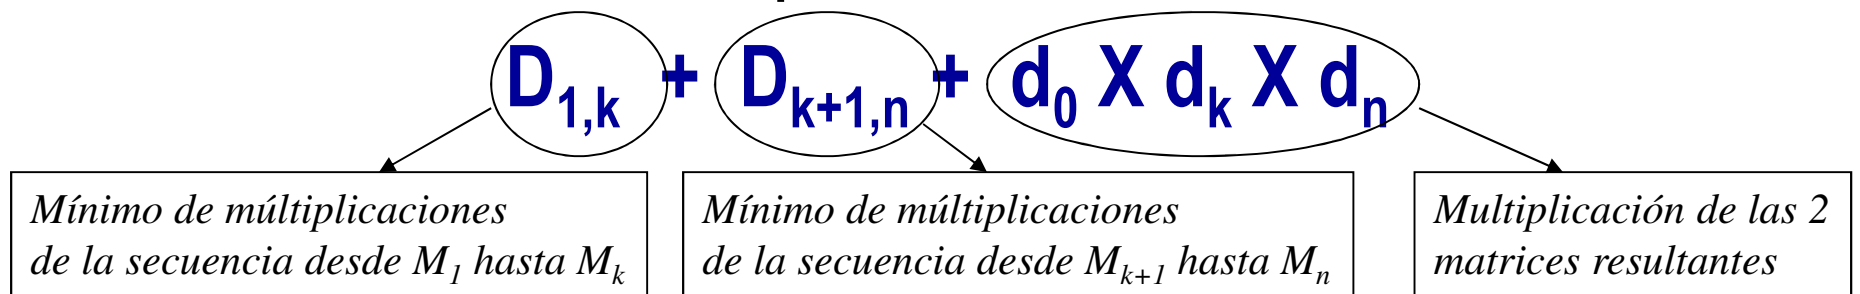 D1,k + Dk+1,n + d0 X dk X dn
Mínimo de múltiplicaciones
de la secuencia desde M1 hasta Mk
Mínimo de múltiplicaciones
de la secuencia desde Mk+1 hasta Mn
Multiplicación de las 2
matrices resultantes